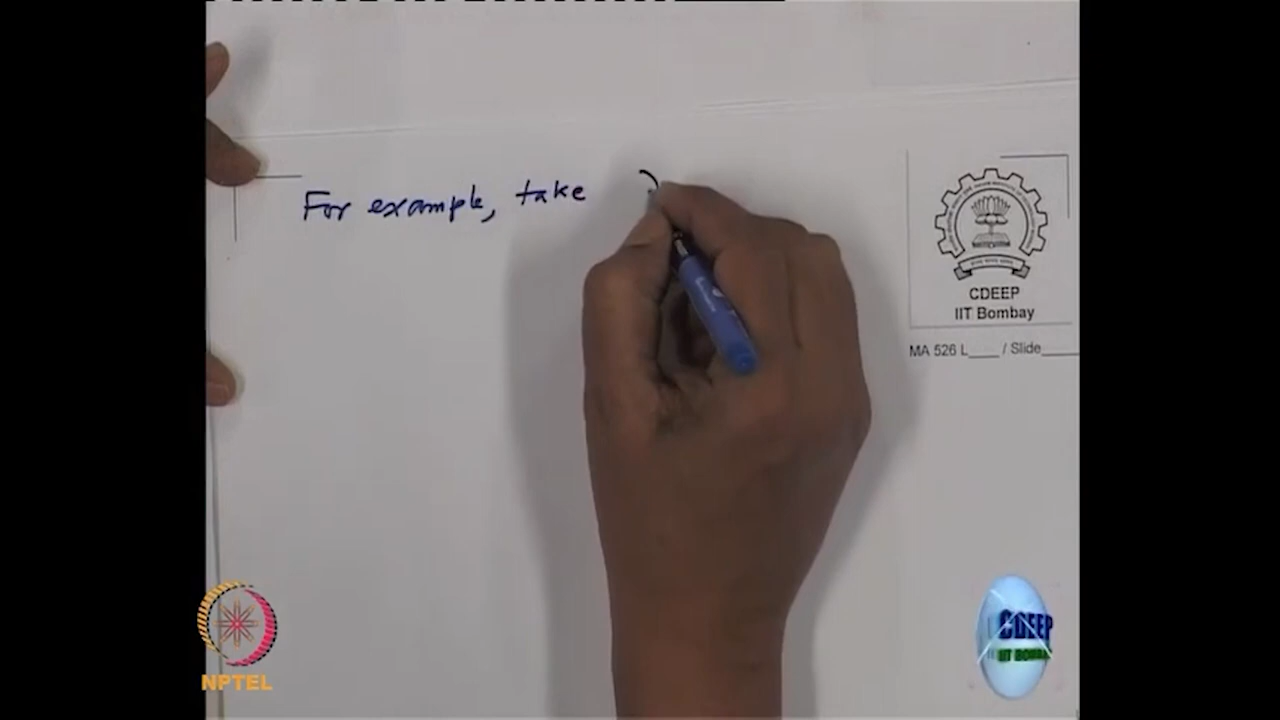 For example, take
CDEEP
IIT Bombay
MA 526 L____ / Slide____
NPTEL
CDEEP
IIT BOMBAY